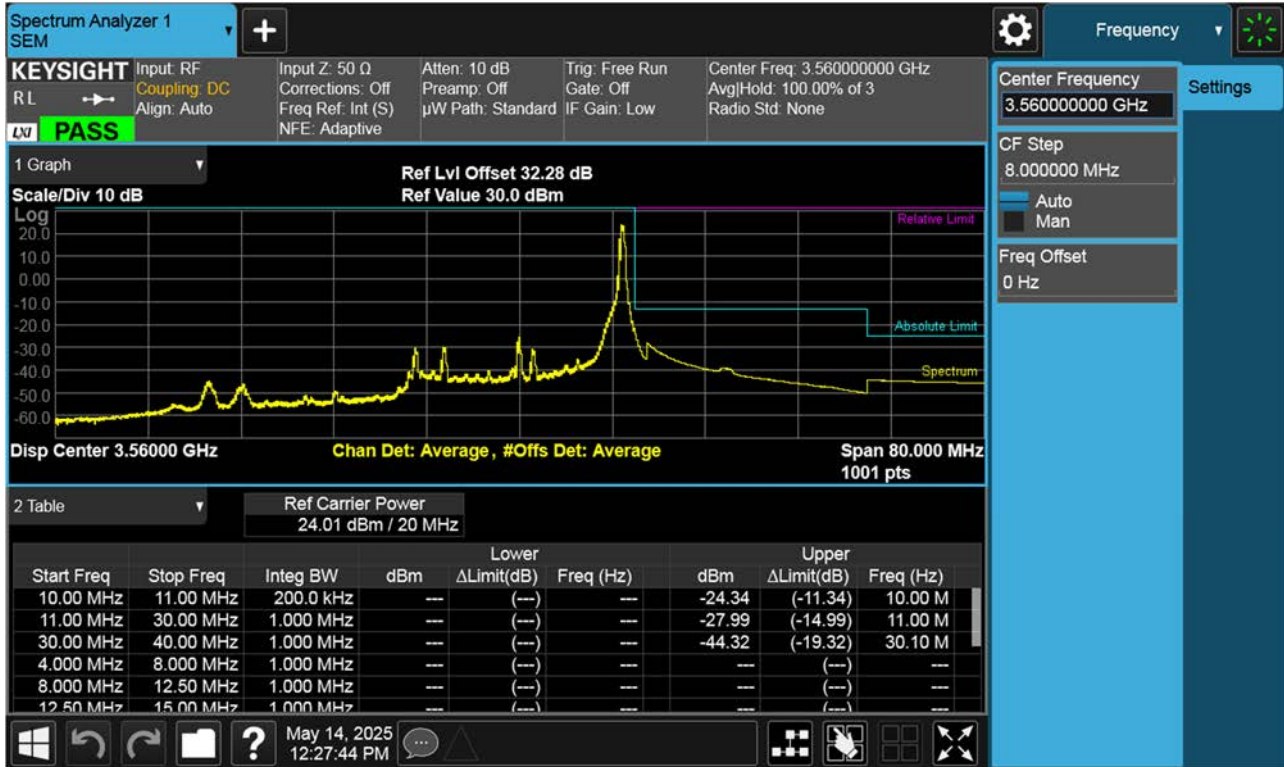 Spectrum Analyzer 1
SEM
Frequency
KEYSIGHT
RL
LXI
PASS
Input: RF
Coupling: DC
Align: Auto
Input Z: 50 Ω
Corrections: Off
Freq Ref: Int (S)
NFE: Adaptive
Atten: 10 dB
Preamp: Off
µW Path: Standard
Trig: Free Run
Gate: Off
IF Gain: Low
Center Freq: 3.560000000 GHz
Avg|Hold: 100.00% of 3
Radio Std: None
Center Frequency
3.560000000 GHz
Settings
CF Step
8.000000 MHz
Auto
Man
Freq Offset
0 Hz
1 Graph
Scale/Div 10 dB
Ref Lvl Offset 32.28 dB
Ref Value 30.0 dBm
Log
20.0
10.0
0.00
-10.0
-20.0
-30.0
-40.0
-50.0
-60.0
Relative Limit
Absolute Limit
Spectrum
Disp Center 3.56000 GHz
Chan Det: Average, #Offs Det: Average
Span 80.000 MHz
1001 pts
2 Table
Ref Carrier Power
24.01 dBm / 20 MHz
Lower Upper
Start Freq Stop Freq Integ BW dBm ΔLimit(dB) Freq (Hz) dBm ΔLimit(dB) Freq (Hz)
10.00 MHz 11.00 MHz 200.0 kHz --- (---) --- -24.34 (-11.34) 10.00 M
11.00 MHz 30.00 MHz 1.000 MHz --- (---) --- -27.99 (-14.99) 11.00 M
30.00 MHz 40.00 MHz 1.000 MHz --- (---) --- -44.32 (-19.32) 30.10 M
4.000 MHz 8.000 MHz 1.000 MHz --- (---) --- --- (---) ---
8.000 MHz 12.50 MHz 1.000 MHz --- (---) --- --- (---) ---
12.50 MHz 15.00 MHz 1.000 MHz --- (---) --- --- (---) ---
May 14, 2025
12:27:44 PM